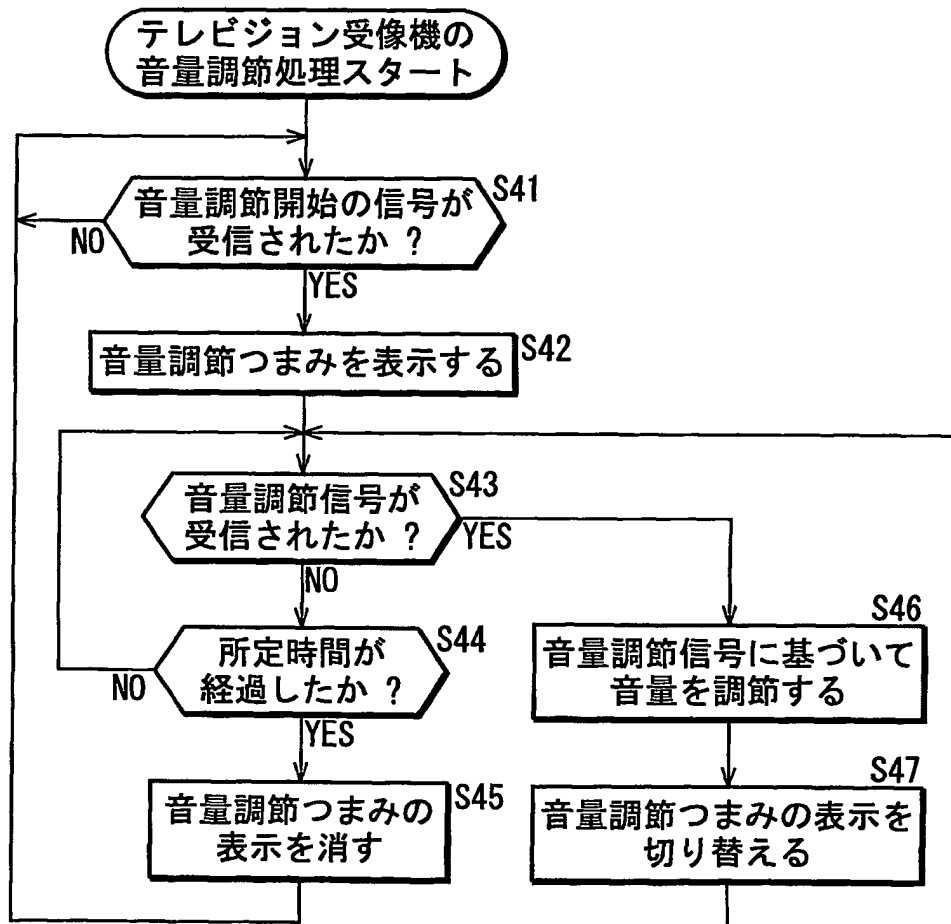 テレビジョン受像機の
音量調節処理スタート
音量調節開始の信号が
受信されたか ?
S41
NO
YES
音量調節つまみを表示する
S42
音量調節信号が
受信されたか ?
S43
YES
NO
所定時間が
経過したか ?
S44
NO
YES
音量調節つまみの
表示を消す
S45
S46
音量調節信号に基づいて
音量を調節する
S47
音量調節つまみの表示を
切り替える